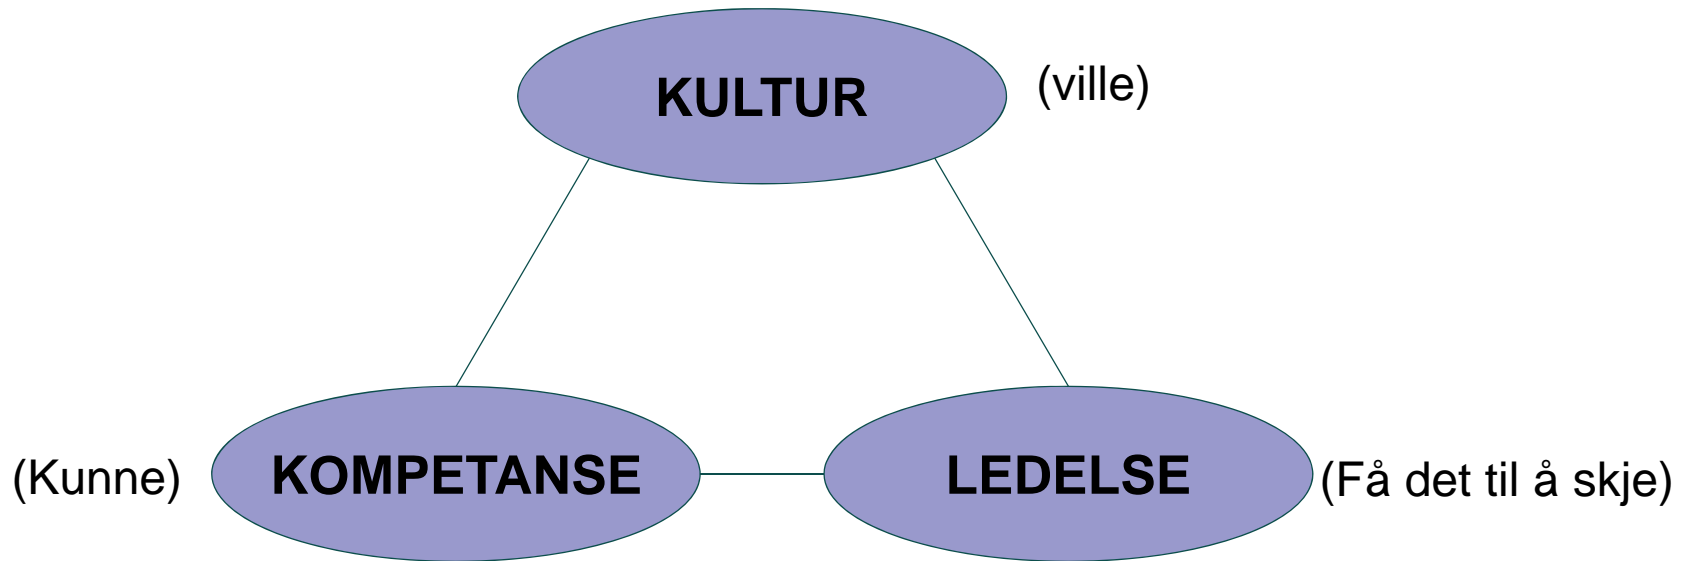 KULTUR (ville)
(Kunne) KOMPETANSE LEDELSE (Få det til å skje)